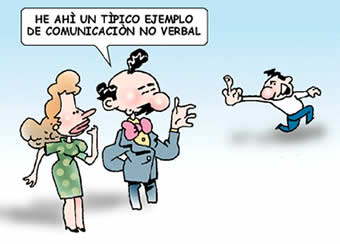 HE AHÌ UN TÌPICO EJEMPLO
DE COMUNICACIÒN NO VERBAL